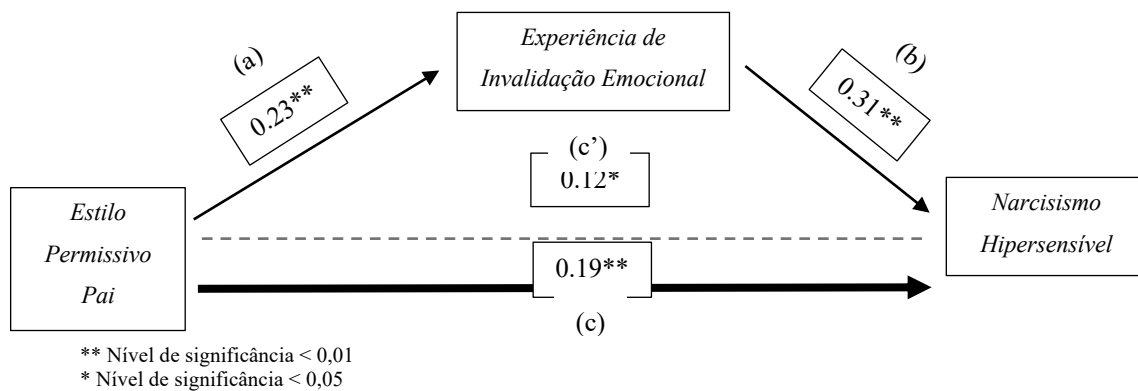 (a)
0.23**
Experiência de
Invalidação Emocional
(b)
0.31**
(c’)
0.12*
Estilo
Permissivo
Pai
Narcisismo
Hipersensível
0.19**
(c)
** Nível de significância < 0,01
* Nível de significância < 0,05